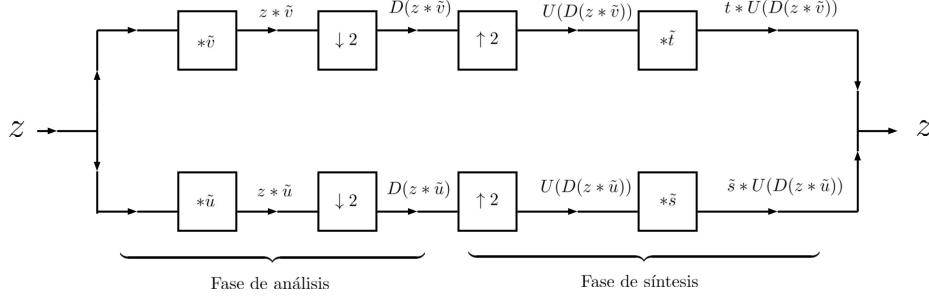 z ∗ ṽ D(z ∗ ṽ) U(D(z ∗ ṽ)) t̃ ∗ U(D(z ∗ ṽ))
∗ṽ ↓ 2 ↑ 2 ∗t̃
z z
z ∗ ũ D(z ∗ ũ) U(D(z ∗ ũ)) s̃ ∗ U(D(z ∗ ũ))
∗ũ ↓ 2 ↑ 2 ∗s̃
Fase de análisis Fase de síntesis